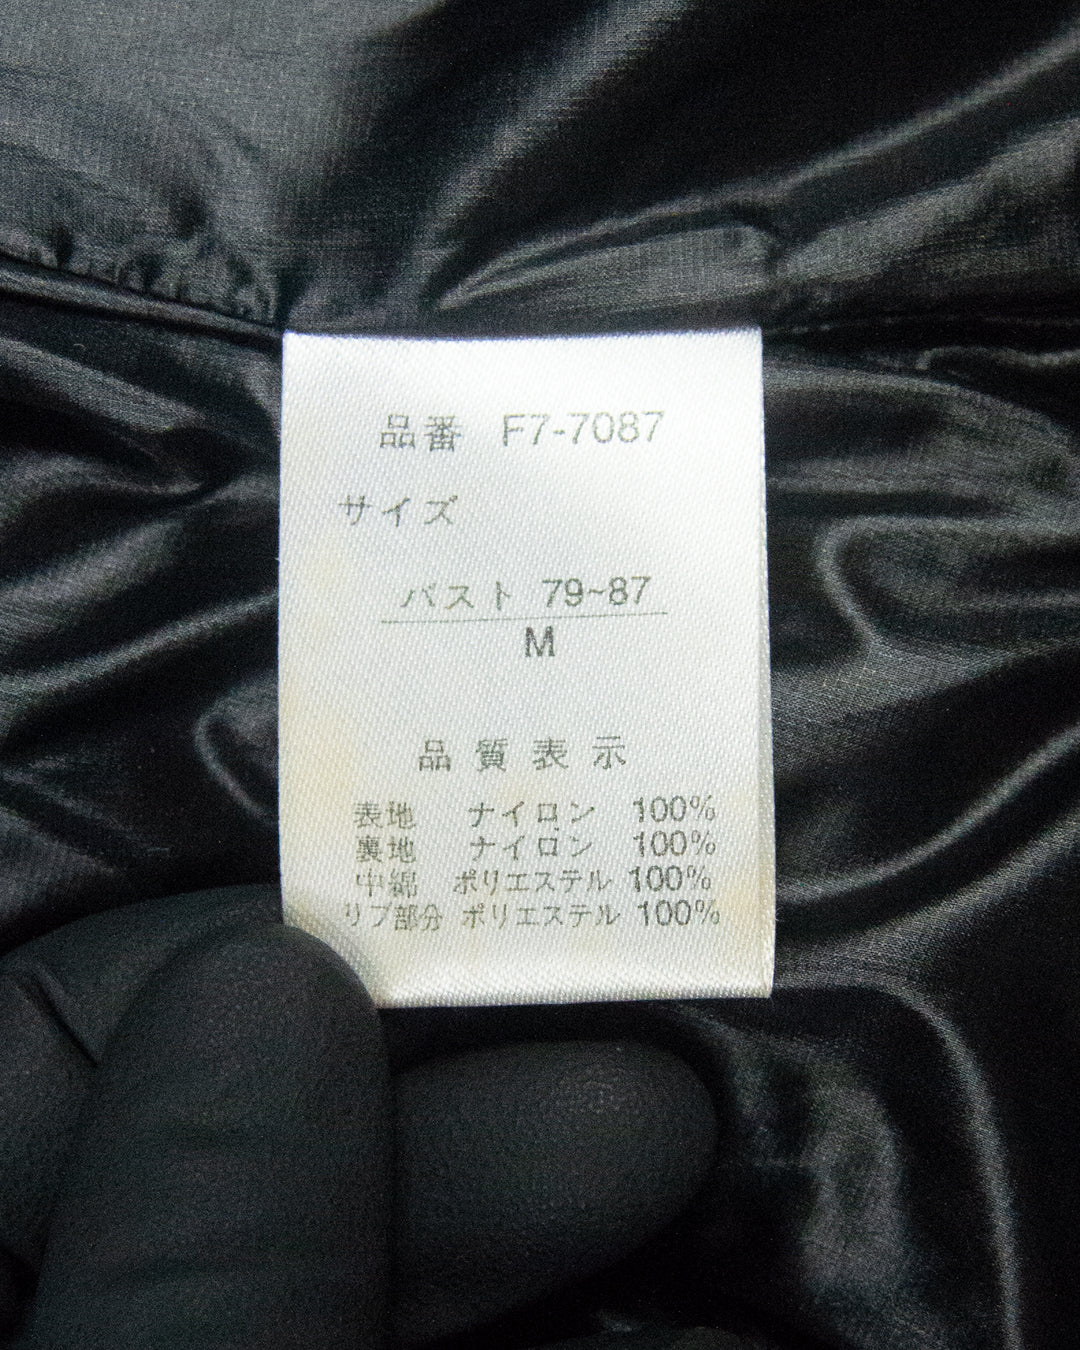 品番 F7-7087
サイズ
バスト 79~87
M
品質表示
表地 ナイロン 100%
裏地 ナイロン 100%
中綿 ポリエステル 100%
リブ部分 ポリエステル 100%